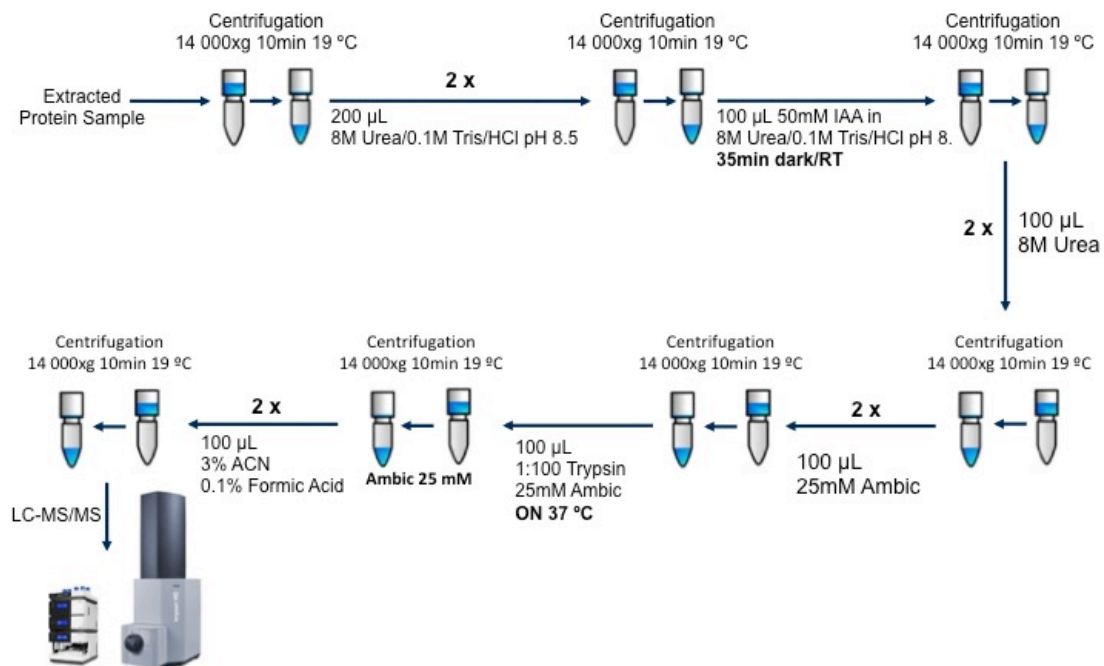 Centrifugation
14 000xg 10min 19 ºC
Centrifugation
14 000xg 10min 19 ºC
Centrifugation
14 000xg 10min 19 ºC
Extracted
Protein Sample
2 x
200 µL
8M Urea/0.1M Tris/HCl pH 8.5
100 µL 50mM IAA in
8M Urea/0.1M Tris/HCl pH 8.
35min dark/RT
2 x
100 µL
8M Urea
Centrifugation
14 000xg 10min 19 ºC
Centrifugation
14 000xg 10min 19 ºC
Centrifugation
14 000xg 10min 19 ºC
Centrifugation
14 000xg 10min 19 ºC
2 x
100 µL
25mM Ambic
100 µL
1:100 Trypsin
25mM Ambic
ON 37 ºC
Ambic 25 mM
2 x
100 µL
3% ACN
0.1% Formic Acid
LC-MS/MS